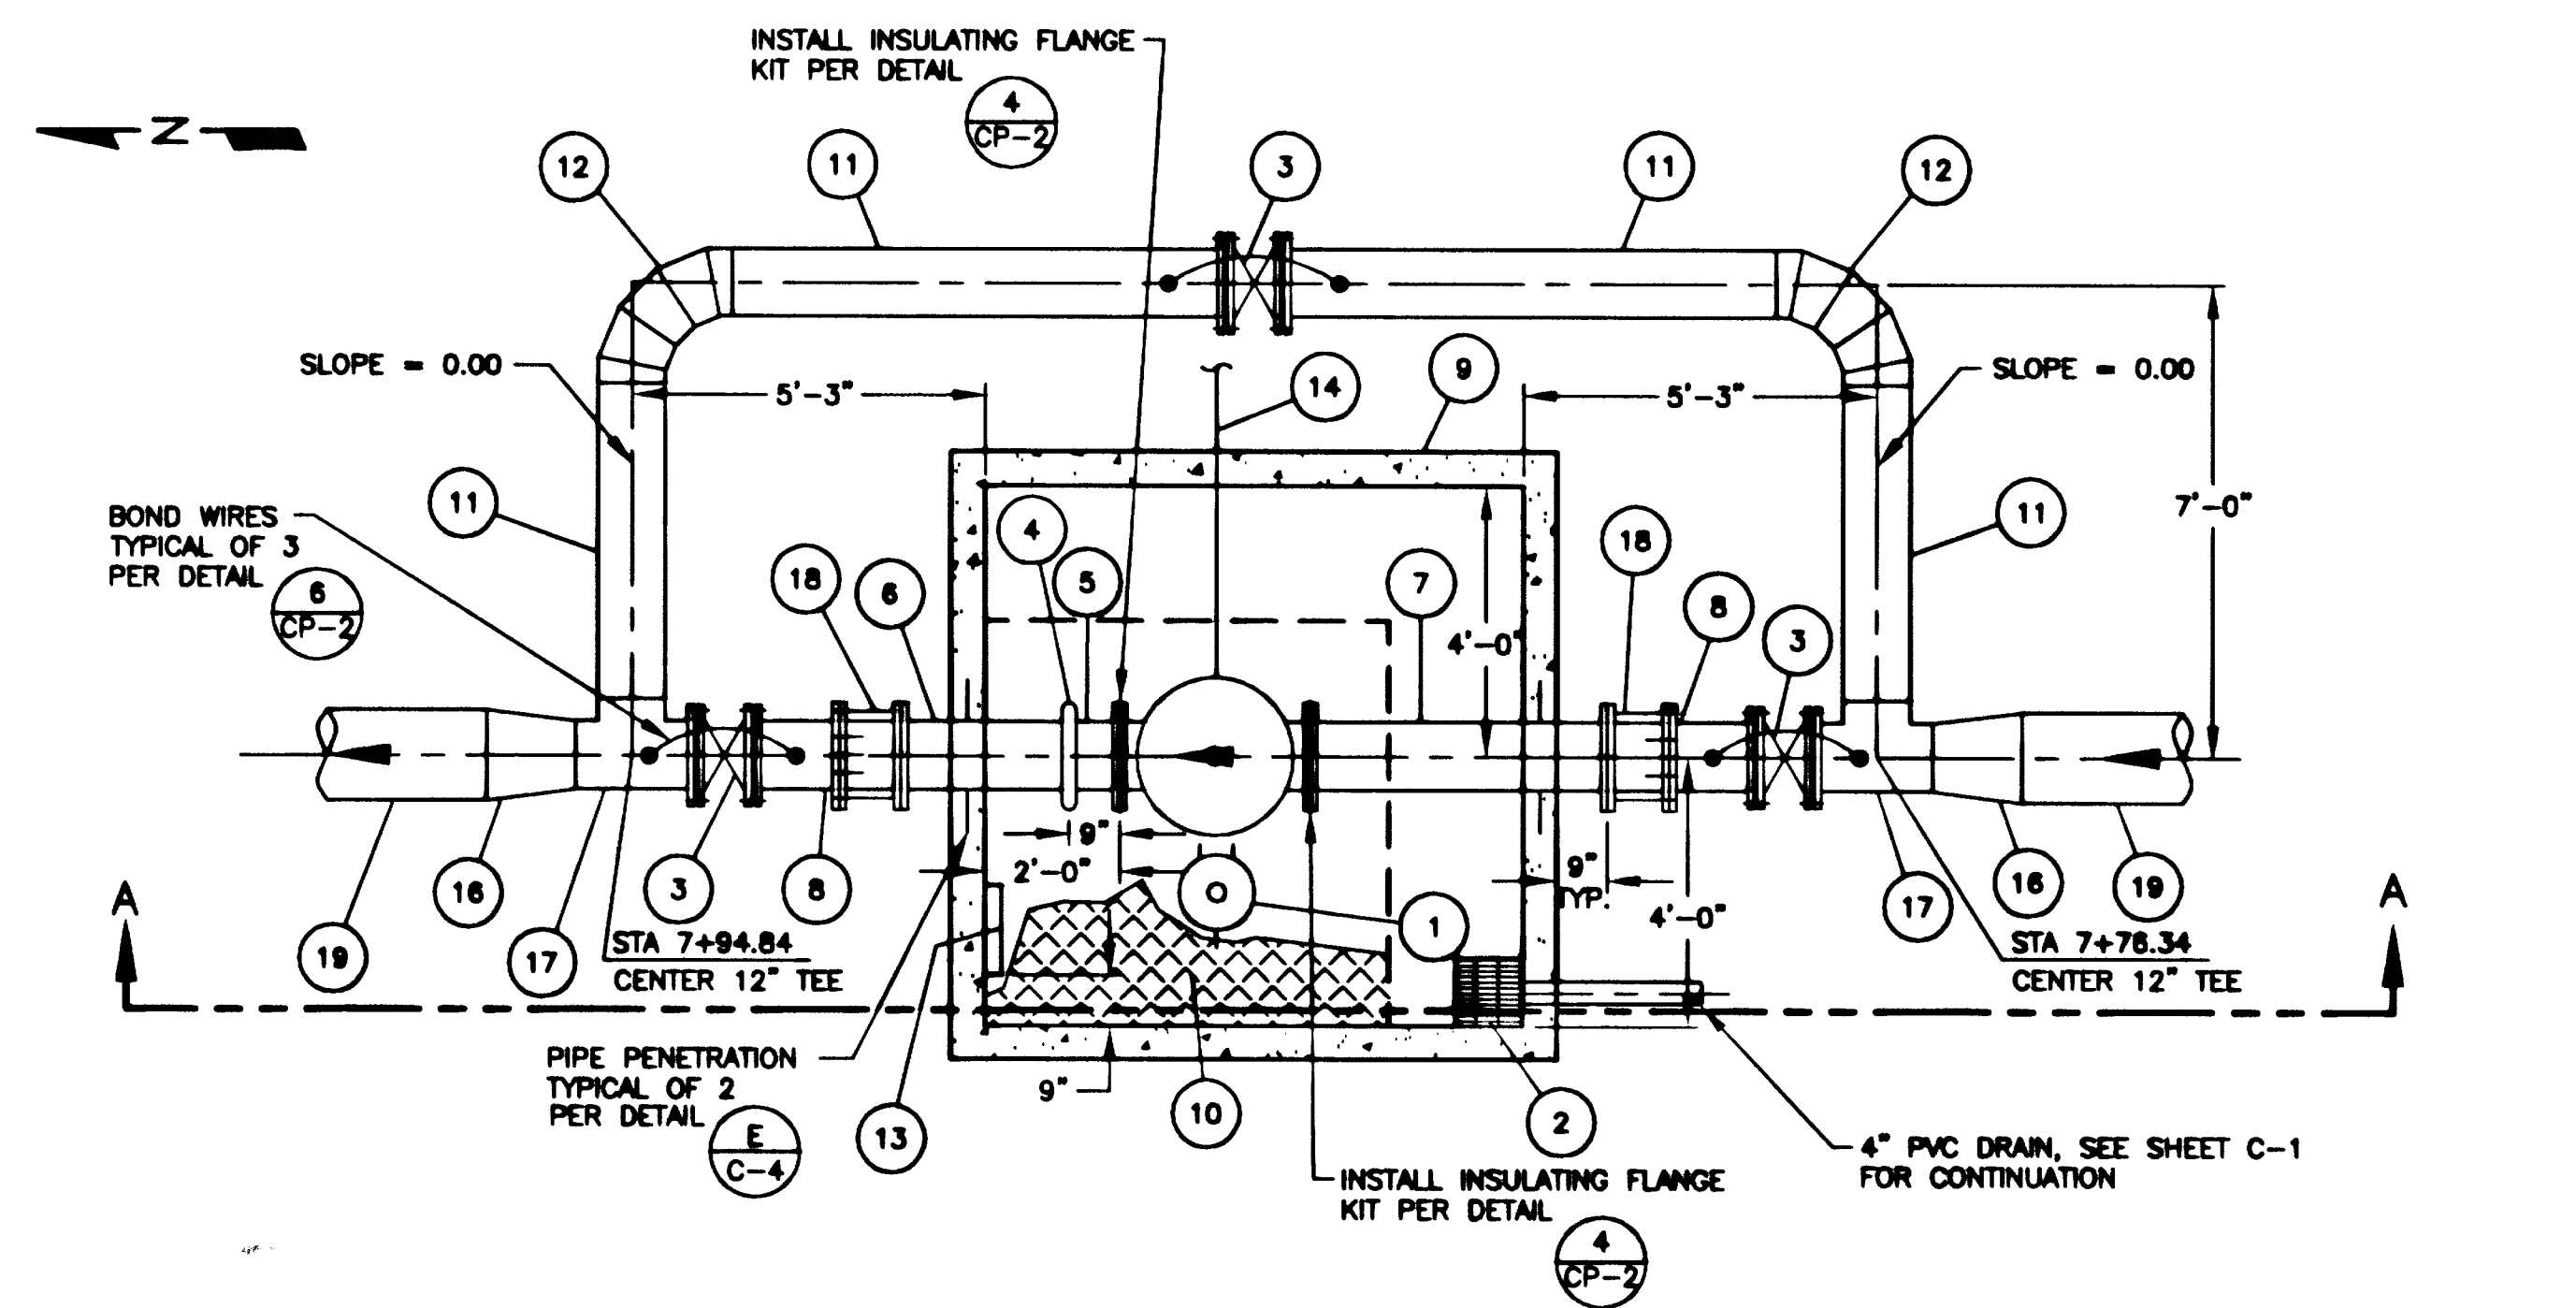 INSTALL INSULATING FLANGE
KIT PER DETAIL
4
CP-2
N
12
11
3
11
12
SLOPE = 0.00
5'-3"
14
9
5'-3"
SLOPE = 0.00
7'-0"
11
BOND WIRES
TYPICAL OF 3
PER DETAIL
6
CP-2
4
5
18
6
7
4'-0"
18
8
3
11
9"
2'-0"
9"
TYP.
4'-0"
19
16
17
3
8
1
17
16
19
A
A
STA 7+94.84
CENTER 12" TEE
STA 7+76.34
CENTER 12" TEE
PIPE PENETRATION
TYPICAL OF 2
PER DETAIL
E
C-4
13
9"
10
2
INSTALL INSULATING FLANGE
KIT PER DETAIL
4
CP-2
4" PVC DRAIN, SEE SHEET C-1
FOR CONTINUATION